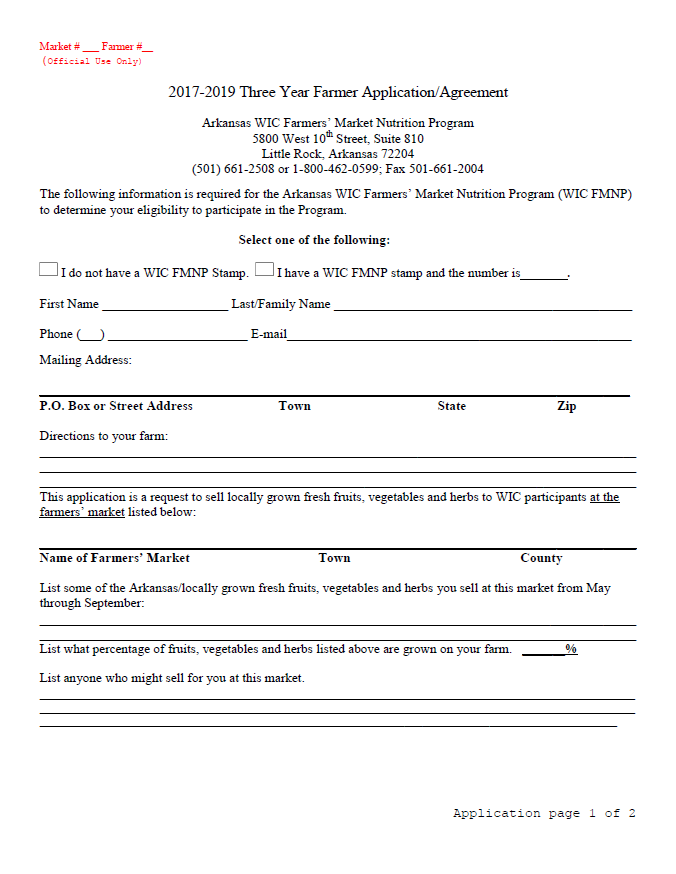 Market # ___ Farmer #__
(Official Use Only)
2017-2019 Three Year Farmer Application/Agreement
Arkansas WIC Farmers' Market Nutrition Program
5800 West 10th Street, Suite 810
Little Rock, Arkansas 72204
(501) 661-2508 or 1-800-462-0599; Fax 501-661-2004
The following information is required for the Arkansas WIC Farmers' Market Nutrition Program (WIC FMNP)
to determine your eligibility to participate in the Program.
Select one of the following:
I do not have a WIC FMNP Stamp. I have a WIC FMNP stamp and the number is_______.
First Name ____________________ Last/Family Name ____________________
Phone (___) ____________________ E-mail____________________
Mailing Address:
P.O. Box or Street Address Town State Zip
Directions to your farm:
This application is a request to sell locally grown fresh fruits, vegetables and herbs to WIC participants at the
farmers' market listed below:
Name of Farmers' Market Town County
List some of the Arkansas/locally grown fresh fruits, vegetables and herbs you sell at this market from May
through September:
List what percentage of fruits, vegetables and herbs listed above are grown on your farm. ______%
List anyone who might sell for you at this market.
Application page 1 of 2